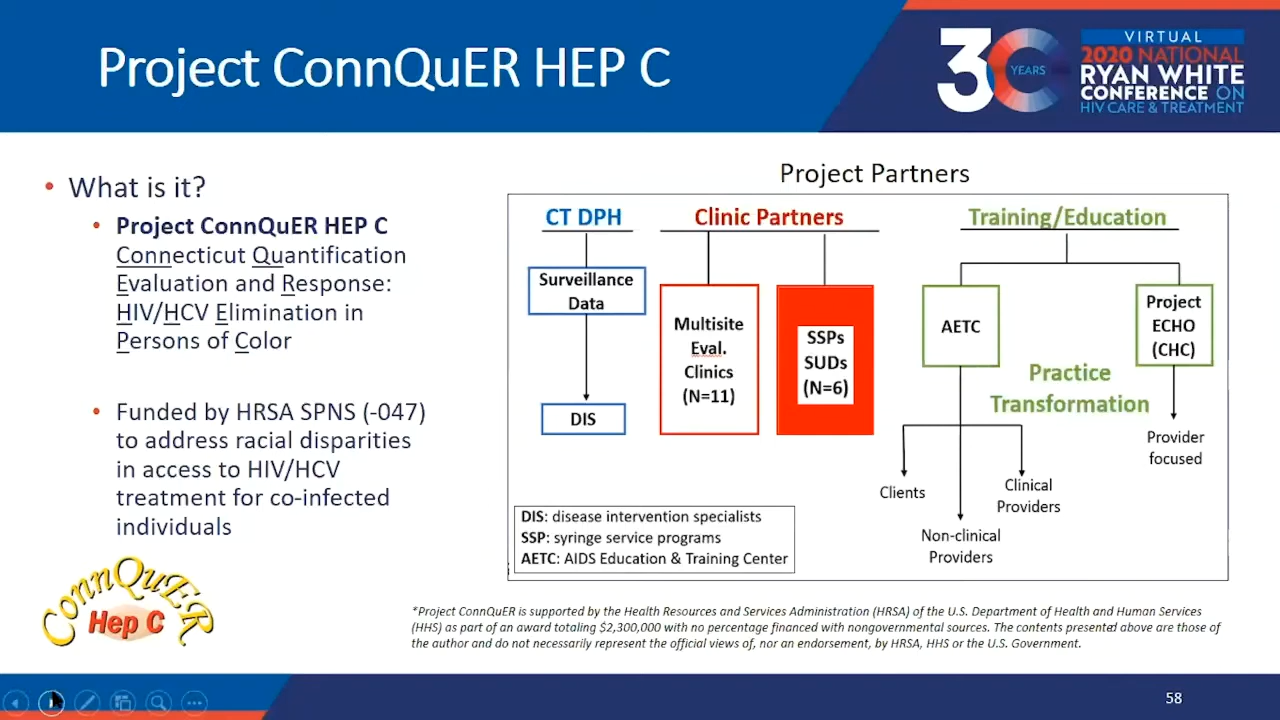 Project ConnQuER HEP C
30
YEARS
VIRTUAL
2020 NATIONAL
RYAN WHITE
CONFERENCE ON
HIV CARE & TREATMENT
• What is it?
• Project ConnQuER HEP C
Connecticut Quantification
Evaluation and Response:
HIV/HCV Elimination in
Persons of Color
• Funded by HRSA SPNS (-047)
to address racial disparities
in access to HIV/HCV
treatment for co-infected
individuals
ConnQuER
Hep C
Project Partners
CT DPH
Clinic Partners
Training/Education
Surveillance
Data
DIS
Multisite
Eval.
Clinics
(N=11)
SSPs
SUDs
(N=6)
AETC
Project
ECHO
(CHC)
Practice
Transformation
Provider
focused
Clients
Clinical
Providers
Non-clinical
Providers
DIS: disease intervention specialists
SSP: syringe service programs
AETC: AIDS Education & Training Center
*Project ConnQuER is supported by the Health Resources and Services Administration (HRSA) of the U.S. Department of Health and Human Services
(HHS) as part of an award totaling $2,300,000 with no percentage financed with nongovernmental sources. The contents presented above are those of
the author and do not necessarily represent the official views of, nor an endorsement, by HRSA, HHS or the U.S. Government.
58